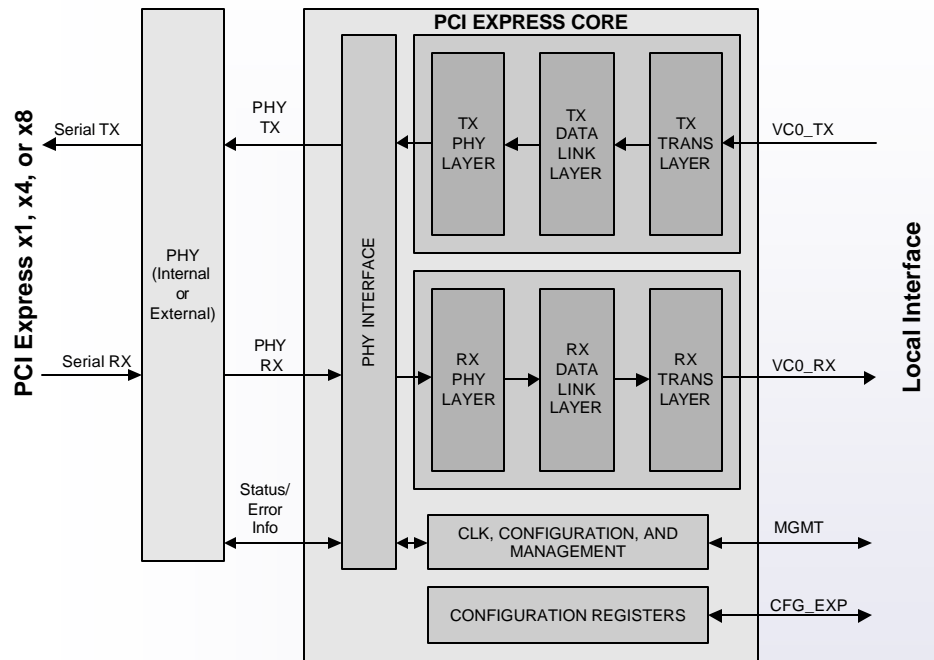 PCI EXPRESS CORE
PCI Express x1, x4, or x8
Serial TX
PHY
TX
TX
PHY
LAYER
TX
DATA
LINK
LAYER
TX
TRANS
LAYER
VC0_TX
PHY
(Internal
or
External)
PHY INTERFACE
Local Interface
Serial RX
PHY
RX
RX
PHY
LAYER
RX
DATA
LINK
LAYER
RX
TRANS
LAYER
VC0_RX
Status/
Error
Info
CLK, CONFIGURATION, AND
MANAGEMENT
MGMT
CONFIGURATION REGISTERS
CFG_EXP